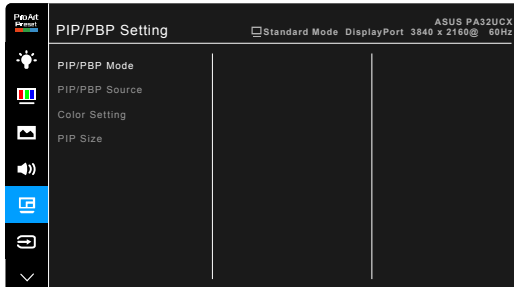 ProArt
Preset
PIP/PBP Setting
ASUS PA32UCX
Standard Mode DisplayPort 3840 x 2160@ 60Hz
PIP/PBP Mode
PIP/PBP Source
Color Setting
PIP Size